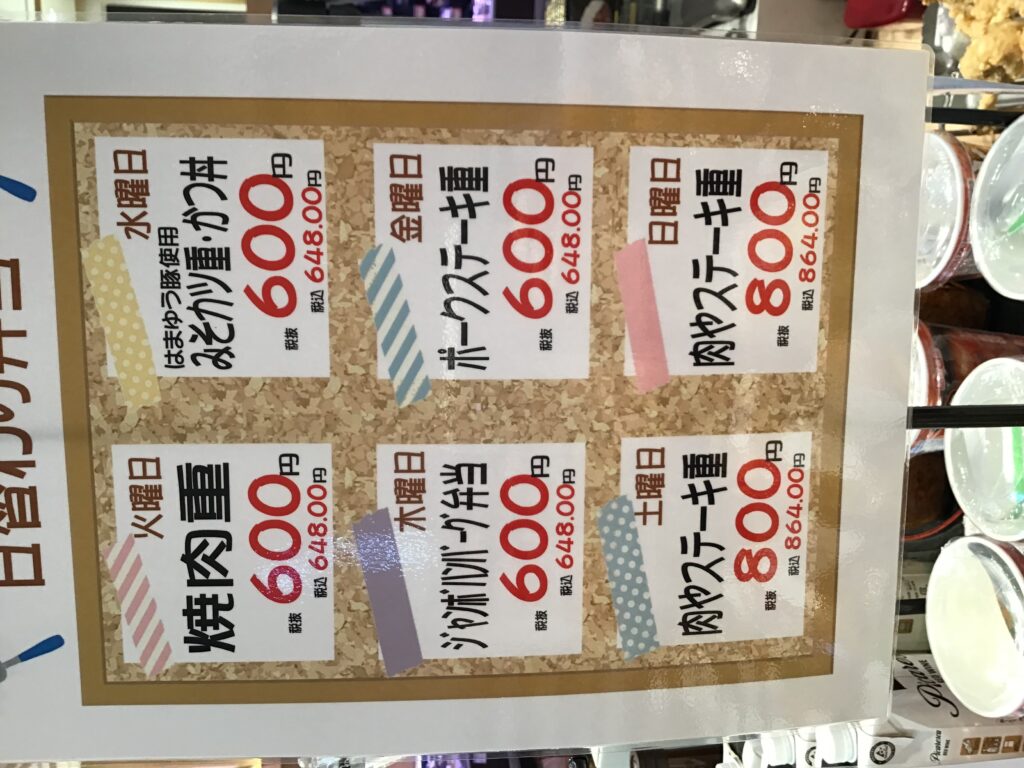 日替わり弁当
火曜日
焼肉重
税抜 600円
税込 648.00円
水曜日
はまゆう豚使用
みそカツ重・かつ丼
税抜 600円
税込 648.00円
木曜日
ジャンボハンバーグ弁当
税抜 600円
税込 648.00円
金曜日
ポークステーキ重
税抜 600円
税込 648.00円
土曜日
肉やステーキ重
税抜 800円
税込 864.00円
日曜日
肉やステーキ重
税抜 800円
税込 864.00円